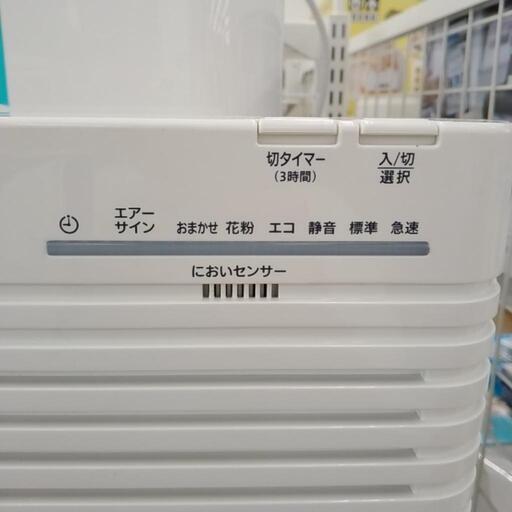 切タイマー
(3時間)
入/切
選択
エアー
サイン
おまかせ 花粉 エコ 静音 標準 急速
においセンサー